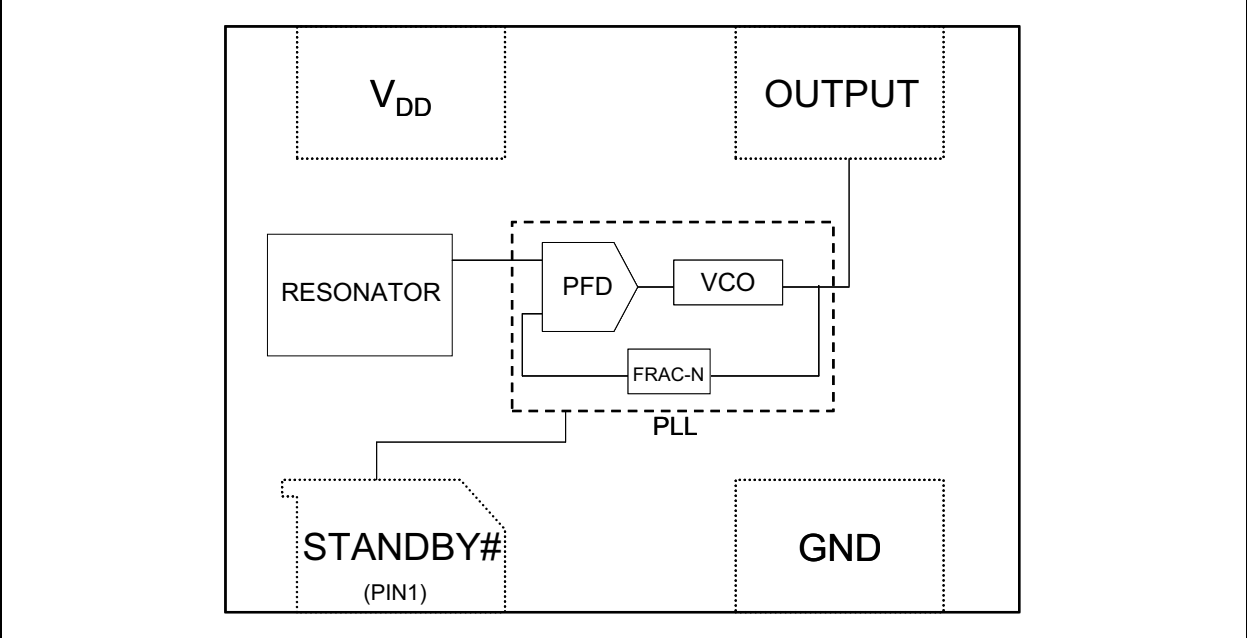 VDD
OUTPUT
RESONATOR
PFD
VCO
FRAC-N
PLL
STANDBY#
(PIN1)
GND